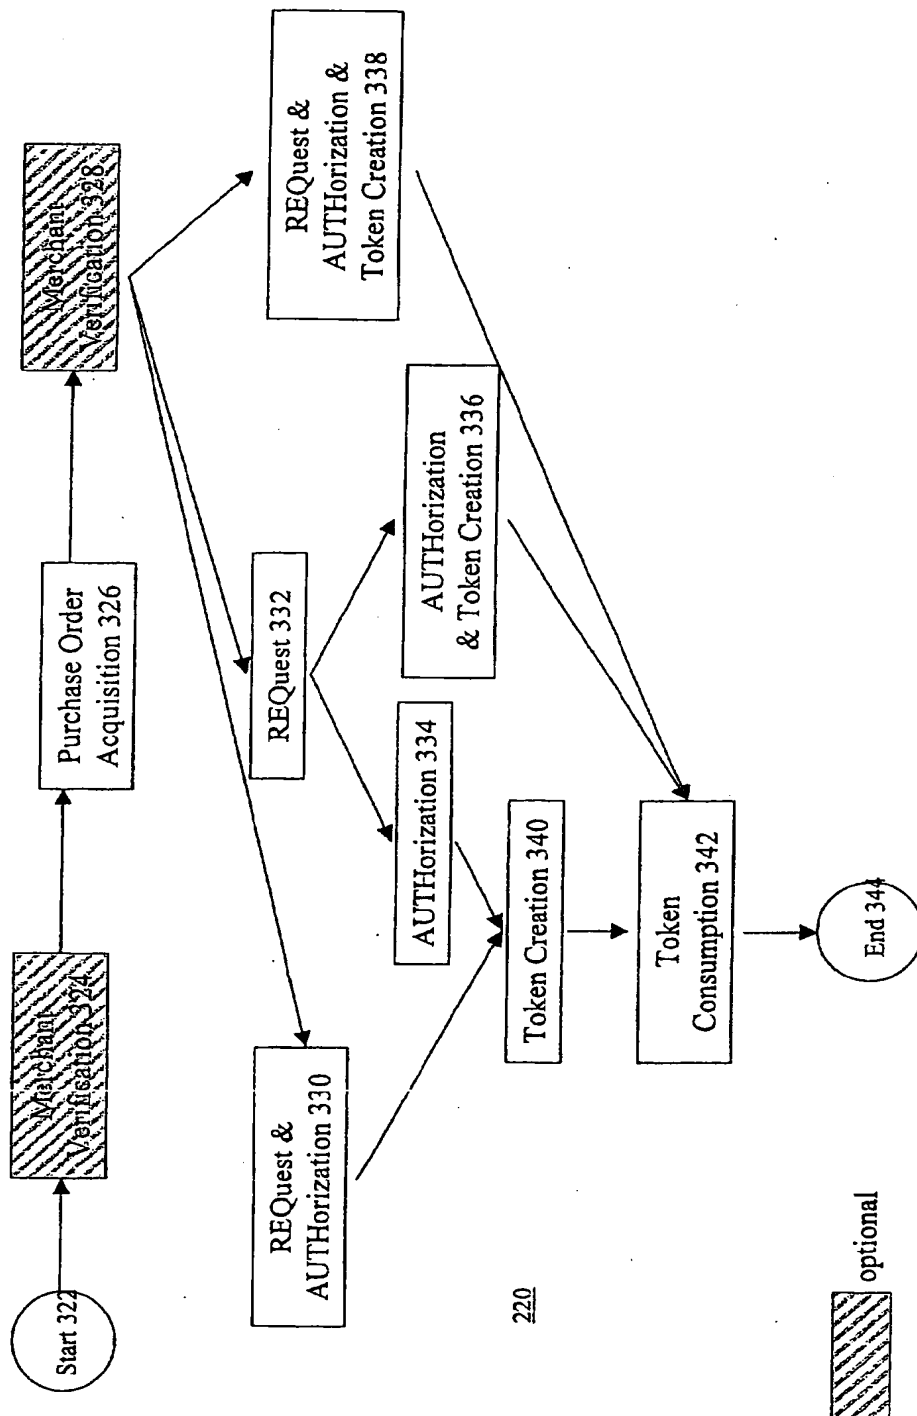 Start 322
Merchant
Verification 324
Purchase Order
Acquisition 326
Merchant
Verification 328
REQuest &
AUTHorization 330
REQuest 332
REQuest &
AUTHorization &
Token Creation 338
AUTHorization 334
AUTHorization
& Token Creation 336
Token Creation 340
Token
Consumption 342
End 344
220
optional